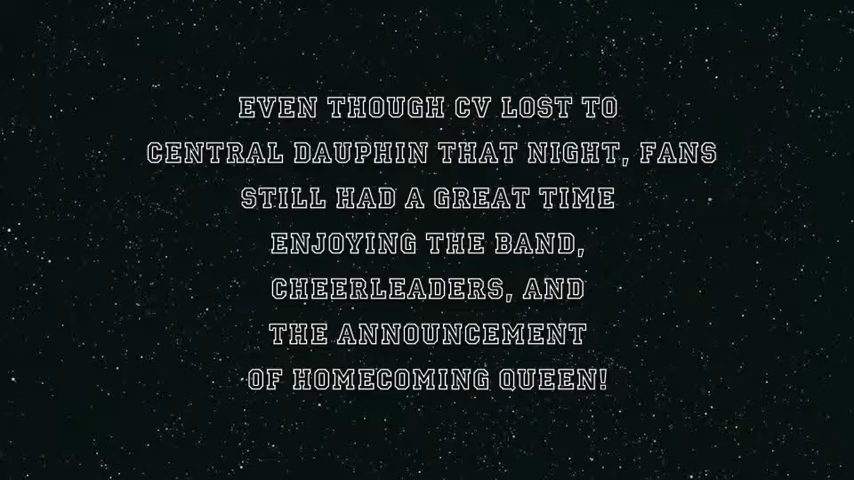 EVEN THOUGH CV LOST TO
CENTRAL DAUPHIN THAT NIGHT, FANS
STILL HAD A GREAT TIME
ENJOYING THE BAND,
CHEERLEADERS, AND
THE ANNOUNCEMENT
OF HOMECOMING QUEEN!